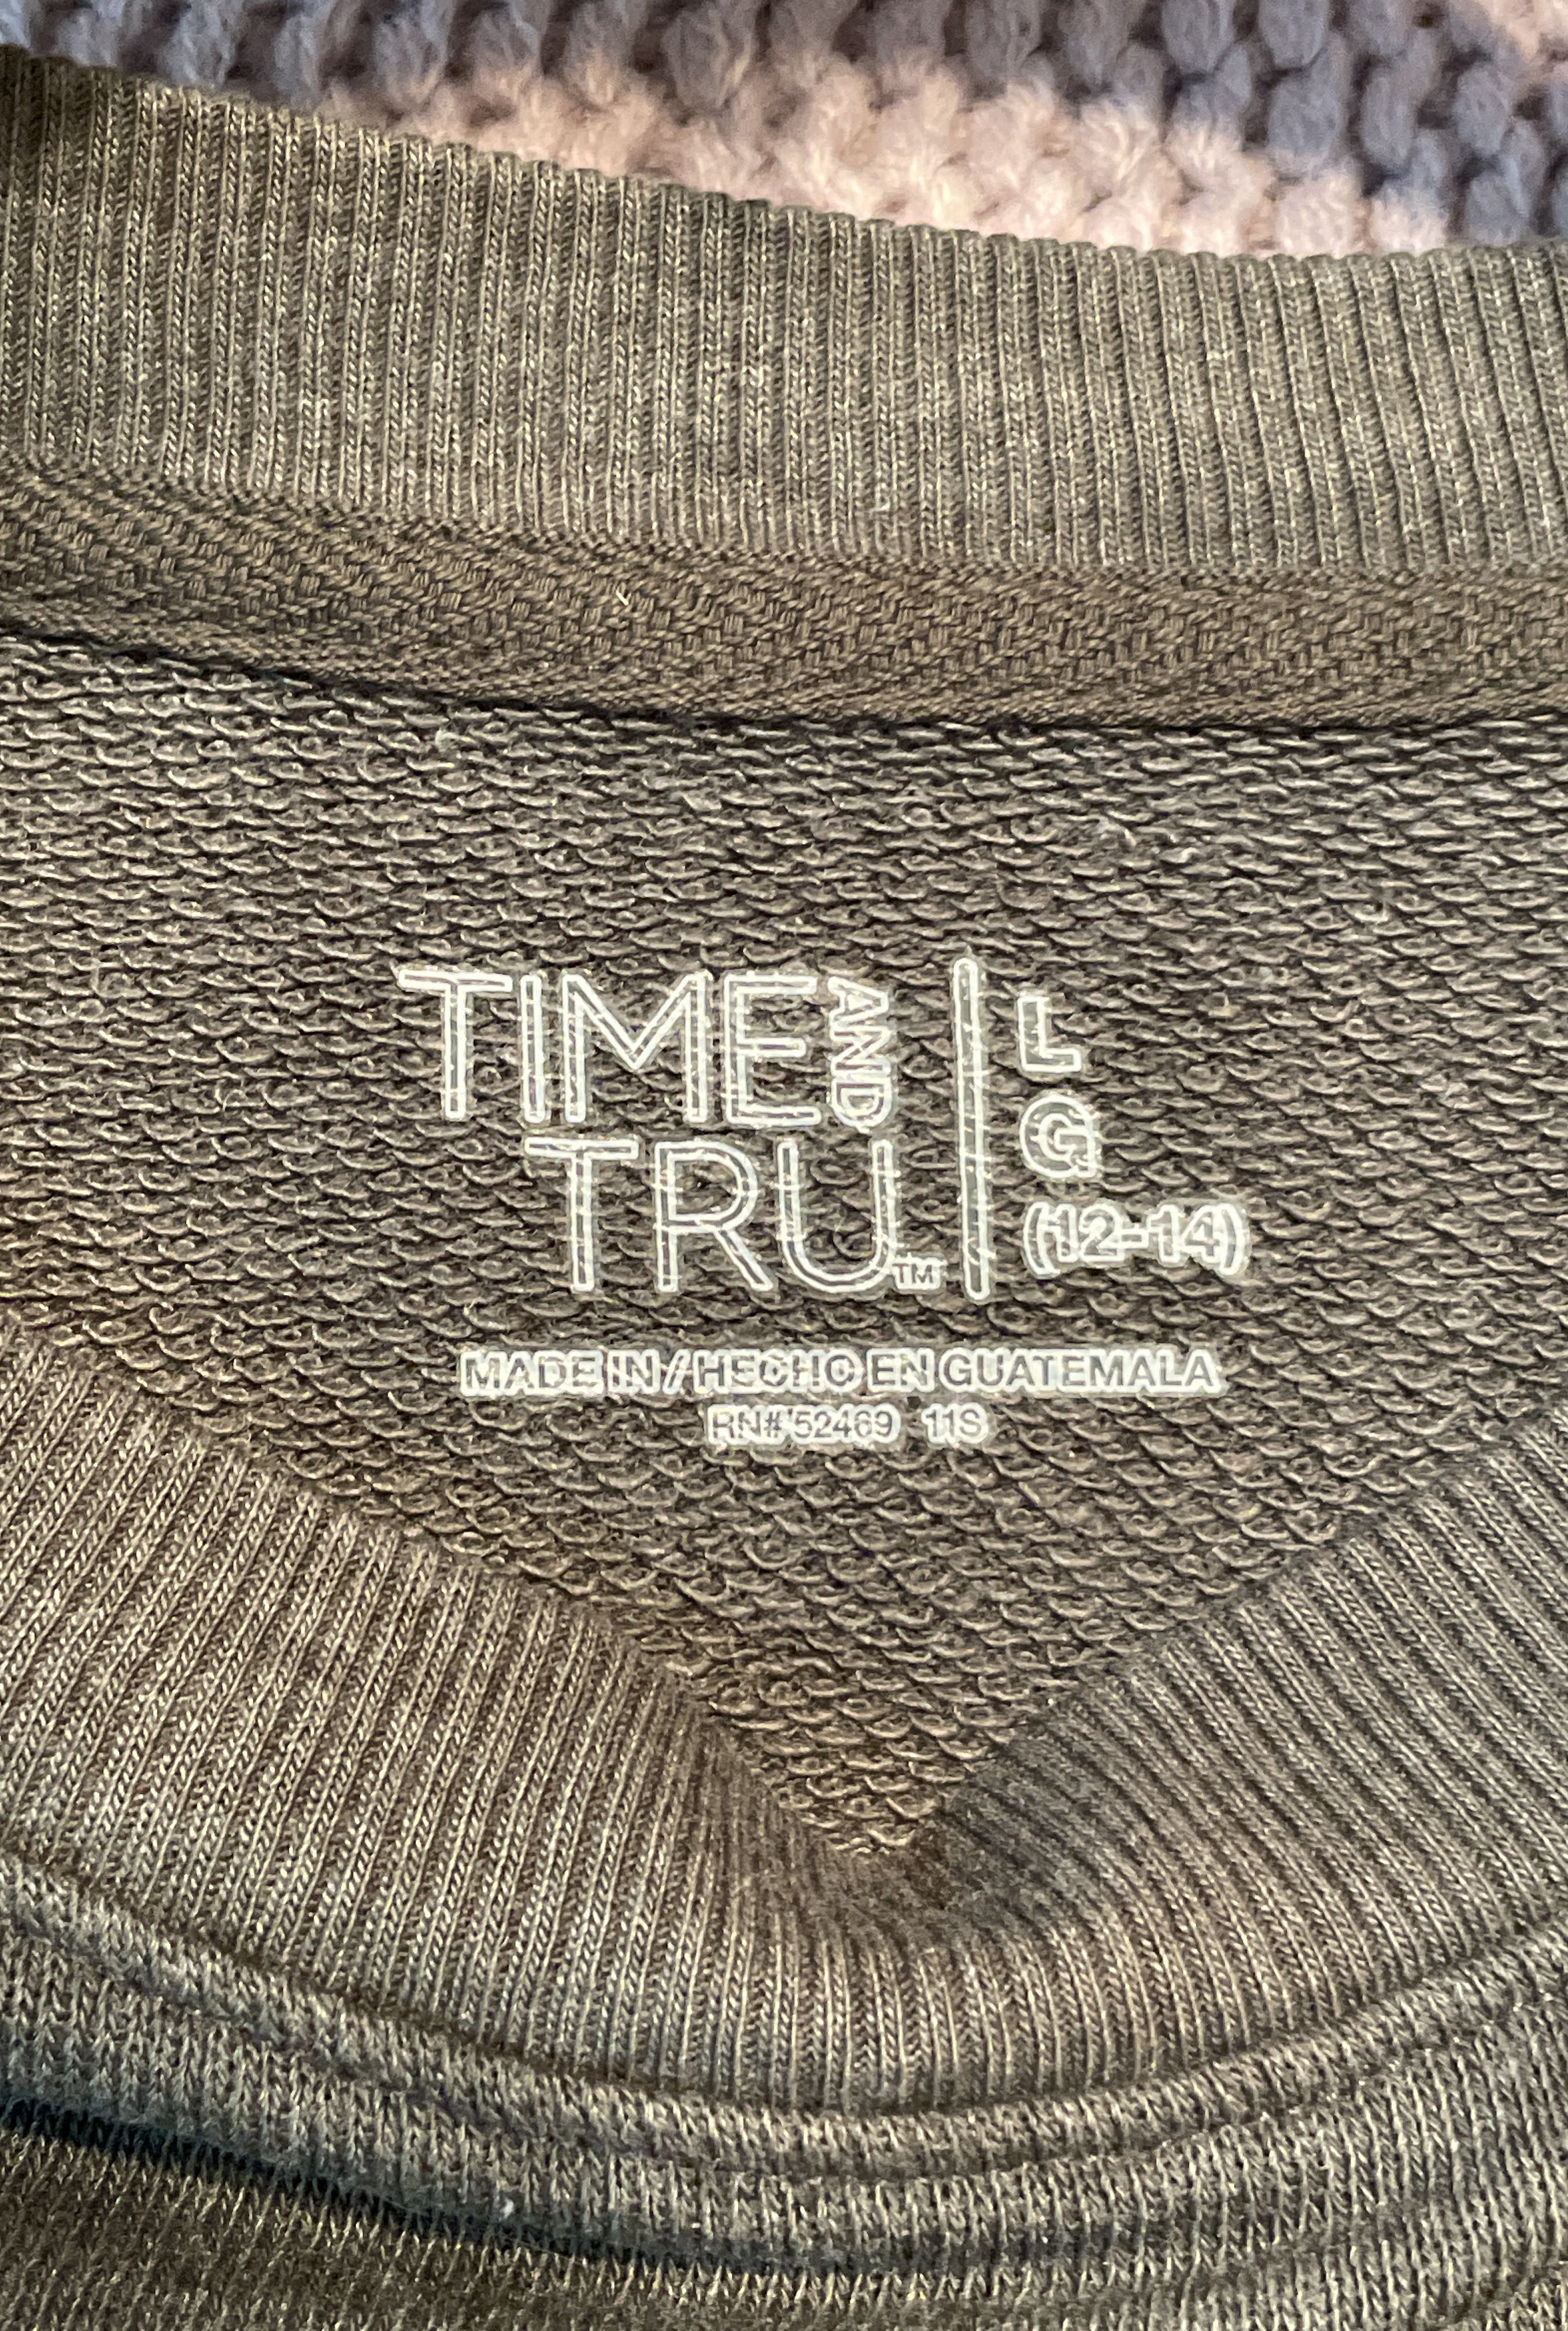 TIME AND
TRU™
L
G
(12-14)
MADE IN / HECHO EN GUATEMALA
RN# 52469 11S